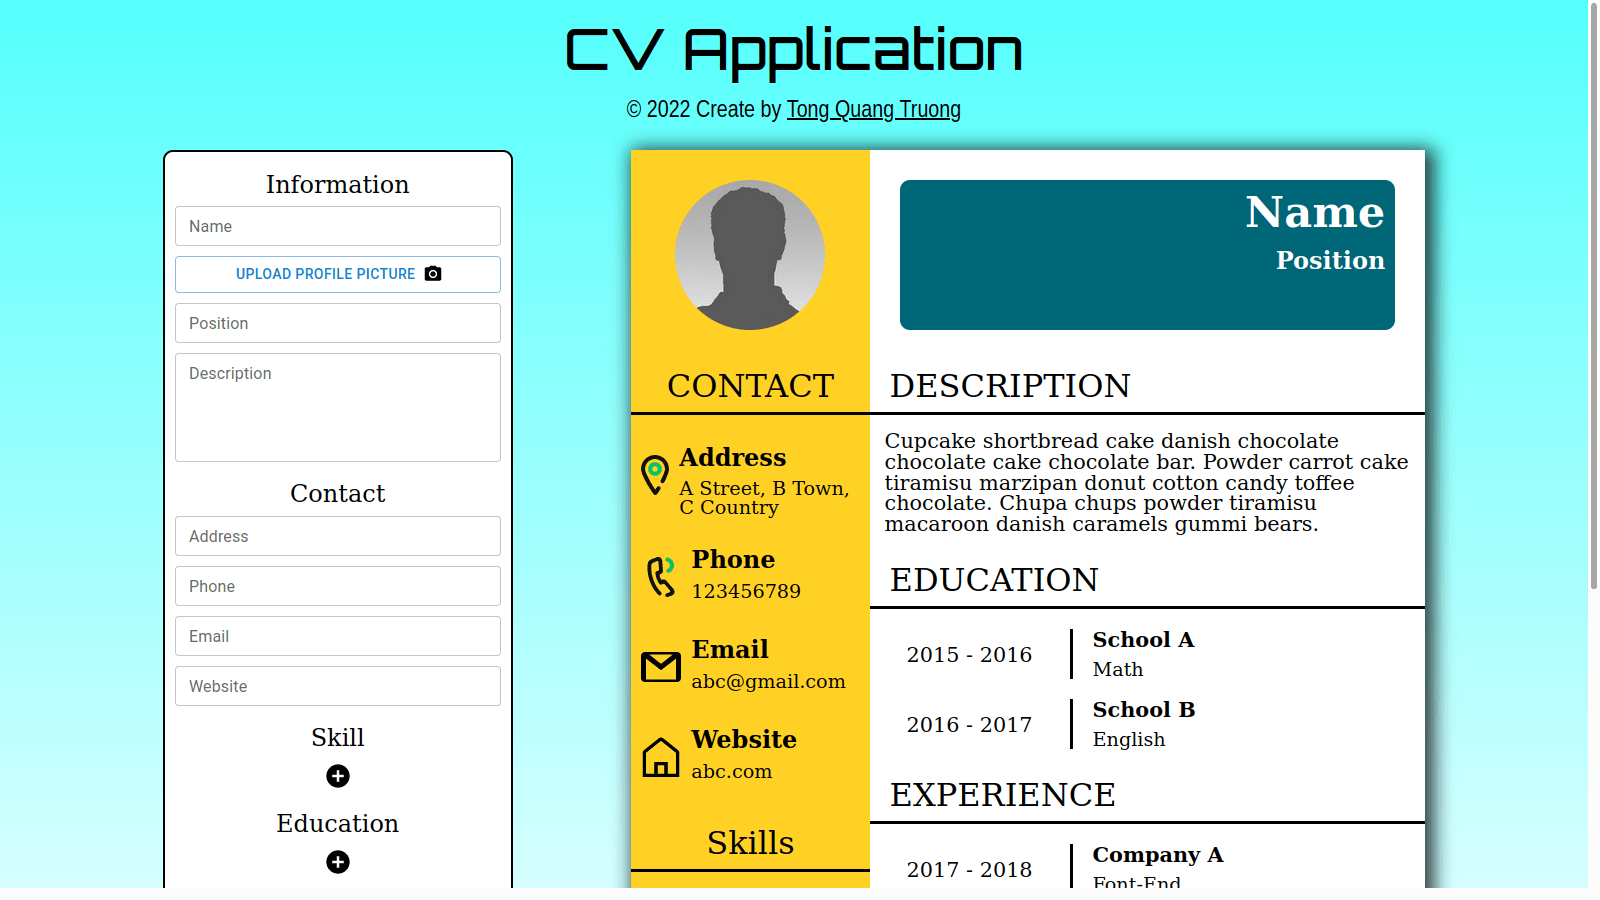 CV Application
© 2022 Create by Tong Quang Truong
Information
Name
UPLOAD PROFILE PICTURE
Position
Description
Contact
Address
Phone
Email
Website
Skill
Education
Name
Position
CONTACT
Address
A Street, B Town,
C Country
Phone
123456789
Email
abc@gmail.com
Website
abc.com
Skills
DESCRIPTION
Cupcake shortbread cake danish chocolate
chocolate cake chocolate bar. Powder carrot cake
tiramisu marzipan donut cotton candy toffee
chocolate. Chupa chups powder tiramisu
macaroon danish caramels gummi bears.
EDUCATION
2015 - 2016
School A
Math
2016 - 2017
School B
English
EXPERIENCE
2017 - 2018
Company A
Font-End